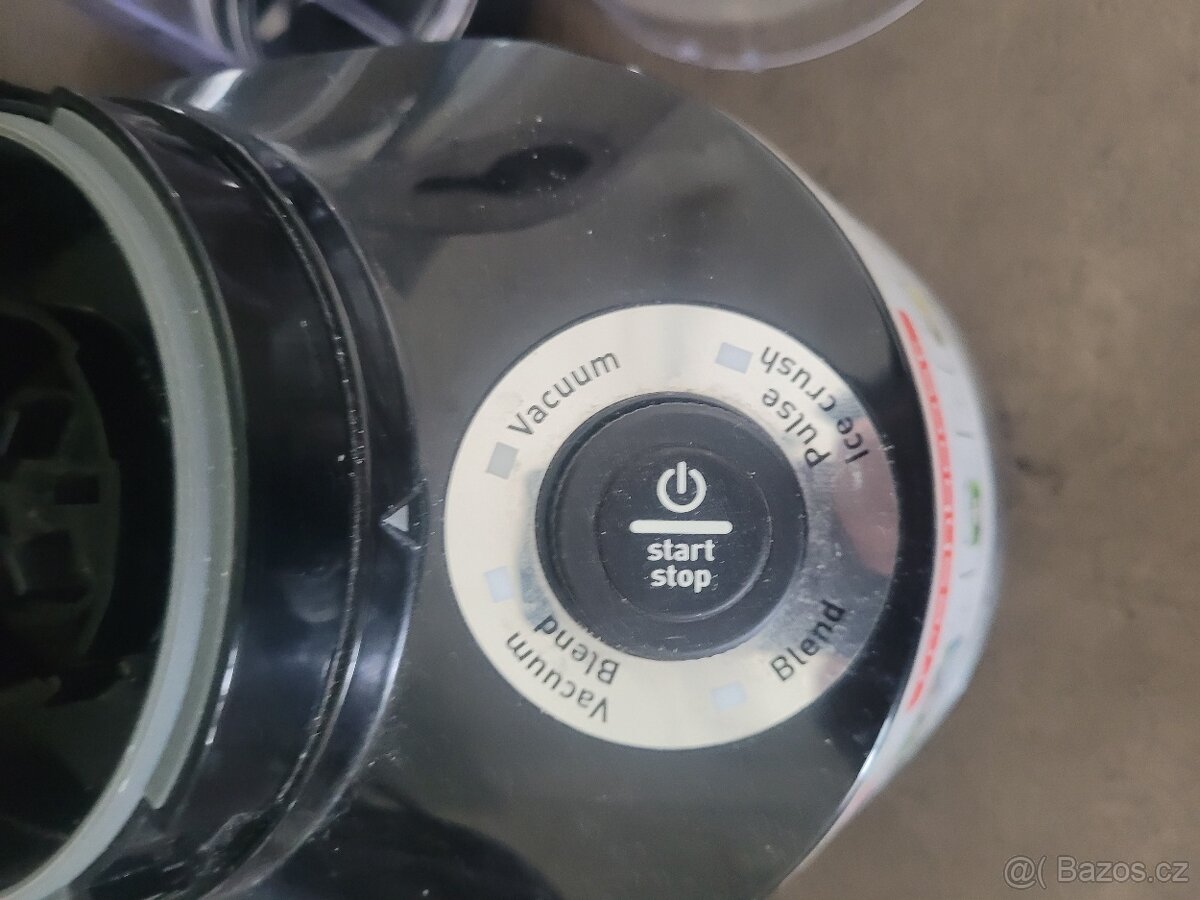 Vacuum
Pulse
Ice crush
start
stop
Vacuum
Blend
Blend
@( Bazos.cz